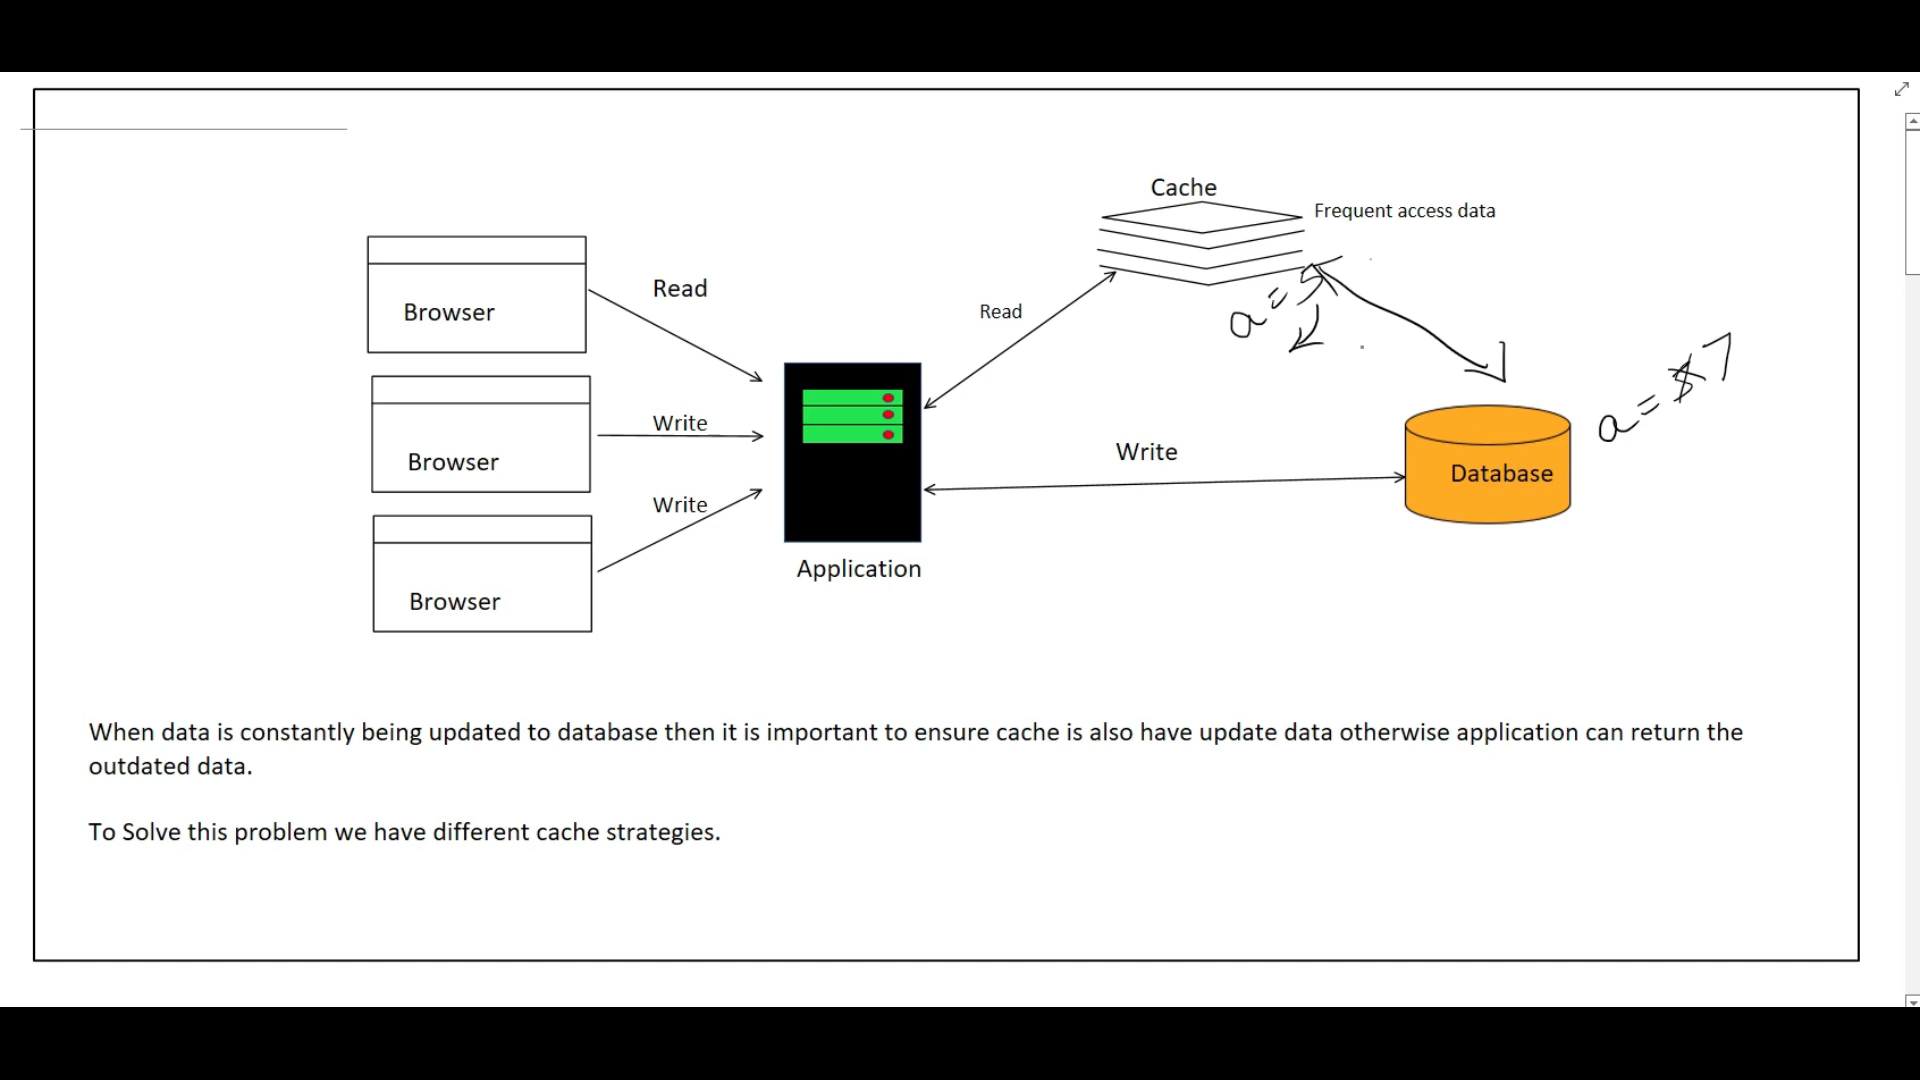 Cache
Frequent access data
Read
Browser
Read
a = 5
Write
Browser
Write
a = 5 7
Database
Write
Application
Browser
When data is constantly being updated to database then it is important to ensure cache is also have update data otherwise application can return the
outdated data.
To Solve this problem we have different cache strategies.